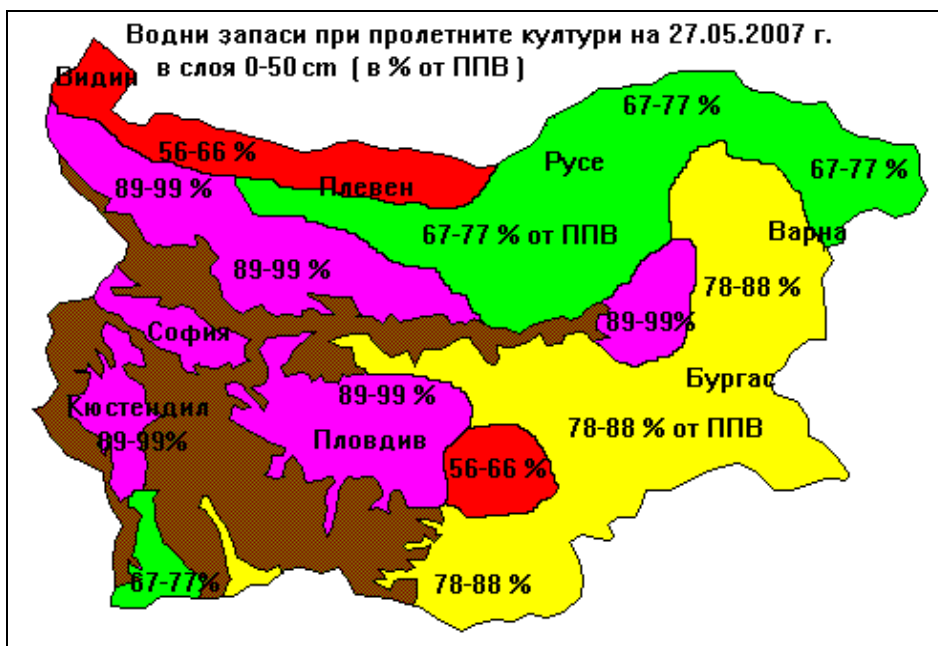 Водни запаси при пролетните култури на 27.05.2007 г.
в слоя 0-50 cm ( в % от ППВ )
Видин
67-77 %
56-66 %
Русе
67-77 %
89-99 %
Плевен
67-77 % от ППВ
Варна
89-99 %
78-88 %
София
89-99%
Бургас
89-99 %
Кюстендил
89-99%
Пловдив
78-88 % от ППВ
56-66 %
67-77%
78-88 %